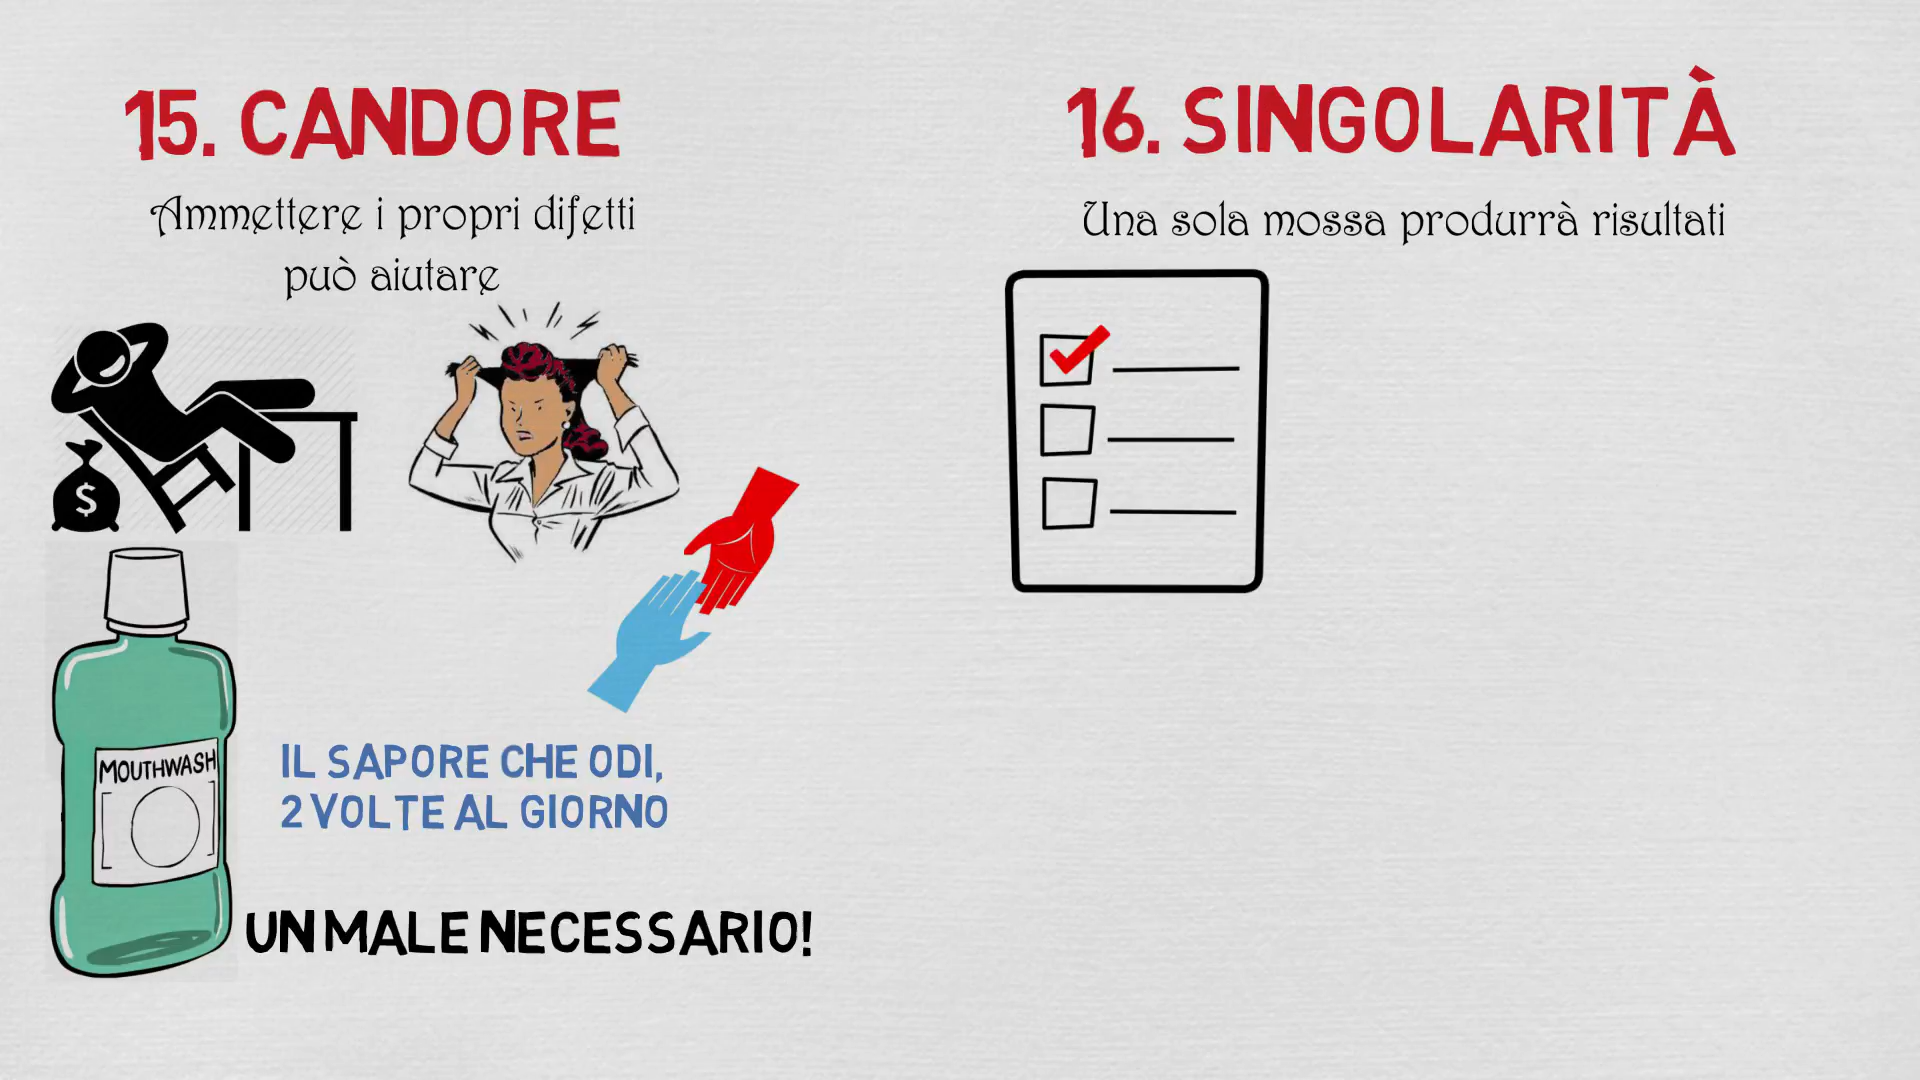 15. CANDORE
Ammettere i propri difetti
può aiutare
$
MOUTHWASH
IL SAPORE CHE ODI,
2 VOLTE AL GIORNO
UN MALE NECESSARIO!
16. SINGOLARITÀ
Una sola mossa produrrà risultati